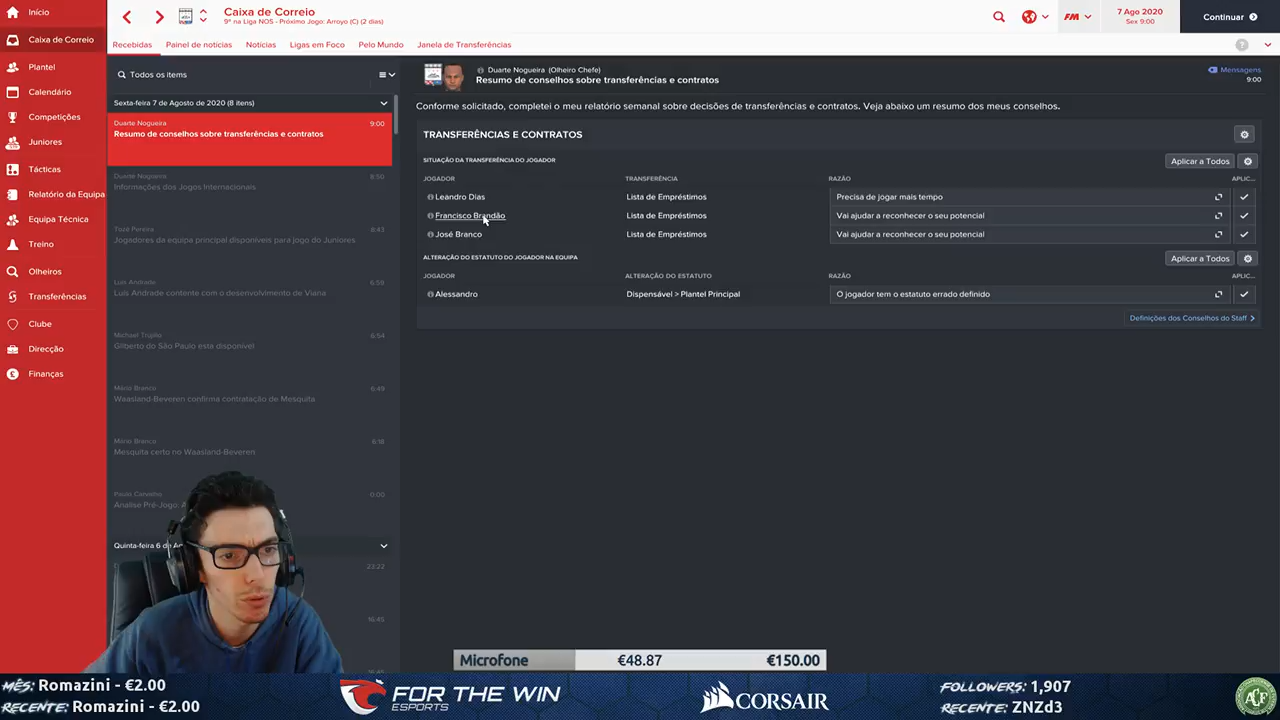 Início
Caixa de Correio
Plantel
Calendário
Competições
Juniores
Tácticas
Relatório da Equipa
Equipa Técnica
Treino
Olheiros
Transferências
Clube
Direcção
Finanças
Caixa de Correio
9º na Liga NOS - Próximo Jogo: Arroyo (C) (2 dias)
FM
7 Ago 2020
Sex 9:00
Continuar
Recebidas
Painel de notícias
Notícias
Ligas em Foco
Pelo Mundo
Janela de Transferências
Todos os items
Sexta-feira 7 de Agosto de 2020 (8 itens)
Duarte Nogueira 9:00
Resumo de conselhos sobre transferências e contratos
Duarte Nogueira 8:50
Informações dos Jogos Internacionais
Tozé Pereira 8:43
Jogadores da equipa principal disponíveis para jogo do Juniores
Luís Andrade 6:59
Luís Andrade contente com o desenvolvimento de Viana
Michael Trujillo 6:54
Gilberto do São Paulo está disponível
Mário Branco 6:49
Waasland-Beveren confirma contratação de Mesquita
Mário Branco 6:18
Mesquita certo no Waasland-Beveren
Paulo Carvalho 0:00
Análise Pré-Jogo:
Quinta-feira 6 de
23:22
16:45
Duarte Nogueira (Olheiro Chefe)
Resumo de conselhos sobre transferências e contratos
Mensagens
9:00
Conforme solicitado, completei o meu relatório semanal sobre decisões de transferências e contratos. Veja abaixo um resumo dos meus conselhos.
TRANSFERÊNCIAS E CONTRATOS
SITUAÇÃO DA TRANSFERÊNCIA DO JOGADOR
Aplicar a Todos
JOGADOR TRANSFERÊNCIA RAZÃO APLIC...
Leandro Dias Lista de Empréstimos Precisa de jogar mais tempo
Francisco Brandão Lista de Empréstimos Vai ajudar a reconhecer o seu potencial
José Branco Lista de Empréstimos Vai ajudar a reconhecer o seu potencial
ALTERAÇÃO DO ESTATUTO DO JOGADOR NA EQUIPA
Aplicar a Todos
JOGADOR ALTERAÇÃO DO ESTATUTO RAZÃO APLIC...
Alessandro Dispensável > Plantel Principal O jogador tem o estatuto errado definido
Definições dos Conselhos do Staff
Microfone €48.87 €150.00
MÊS: Romazini - €2.00
RECENTE: Romazini - €2.00
FOR THE WIN
ESPORTS
CORSAIR
FOLLOWERS: 1,907
RECENTE: ZNZd3